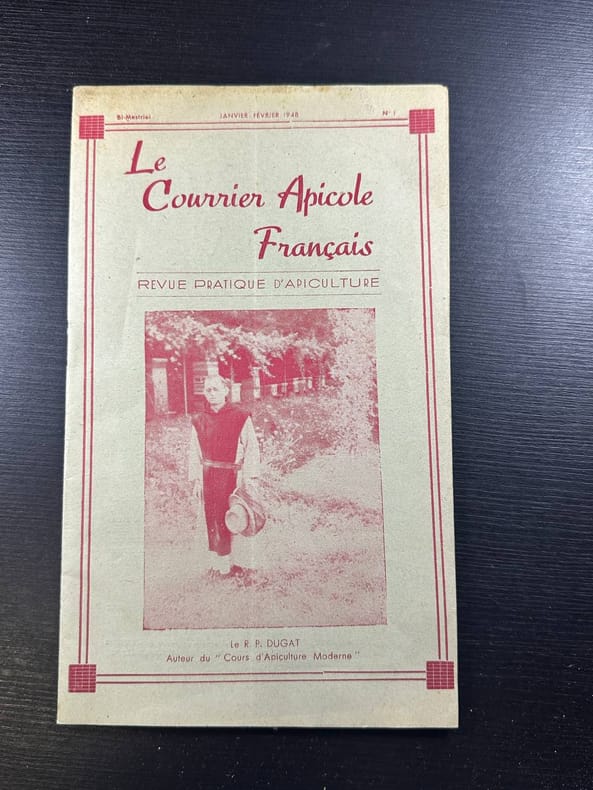 Bi-Mestriel JANVIER-FÉVRIER 1948 N° 1
Le
Courrier Apicole
Français
REVUE PRATIQUE D'APICULTURE
Le R. P. DUGAT
Auteur du "Cours d'Apiculture Moderne"